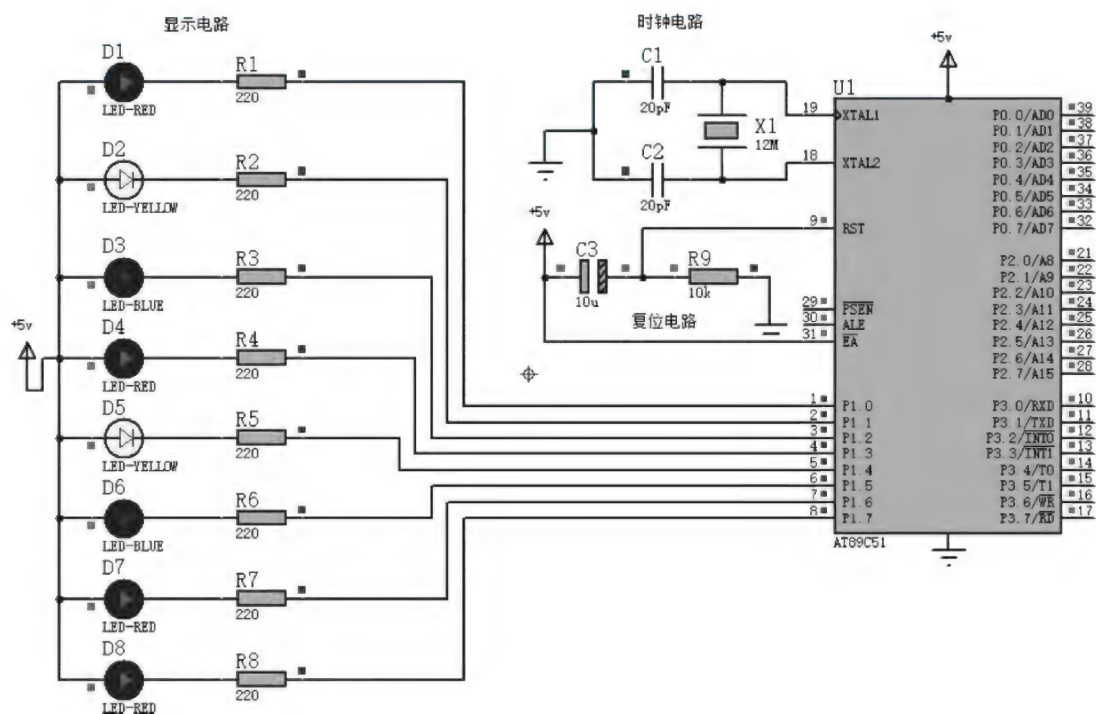 显示电路
D1
R1
220
LED-RED
D2
R2
220
LED-YELLOW
D3
R3
220
LED-BLUE
+5v
D4
R4
220
LED-RED
D5
R5
220
LED-YELLOW
D6
R6
220
LED-BLUE
D7
R7
220
LED-RED
D8
R8
220
LED-RED
时钟电路
C1
20pF
X1
12M
C2
20pF
+5v
C3
10u
R9
10k
复位电路
+5v
U1
19 XTAL1
18 XTAL2
9 RST
29 PSEN
30 ALE
31 EA
1 P1.0
2 P1.1
3 P1.2
4 P1.3
5 P1.4
6 P1.5
7 P1.6
8 P1.7
P0.0/AD0 39
P0.1/AD1 38
P0.2/AD2 37
P0.3/AD3 36
P0.4/AD4 35
P0.5/AD5 34
P0.6/AD6 33
P0.7/AD7 32
P2.0/A8 21
P2.1/A9 22
P2.2/A10 23
P2.3/A11 24
P2.4/A12 25
P2.5/A13 26
P2.6/A14 27
P2.7/A15 28
P3.0/RXD 10
P3.1/TXD 11
P3.2/INT0 12
P3.3/INT1 13
P3.4/T0 14
P3.5/T1 15
P3.6/WR 16
P3.7/RD 17
AT89C51